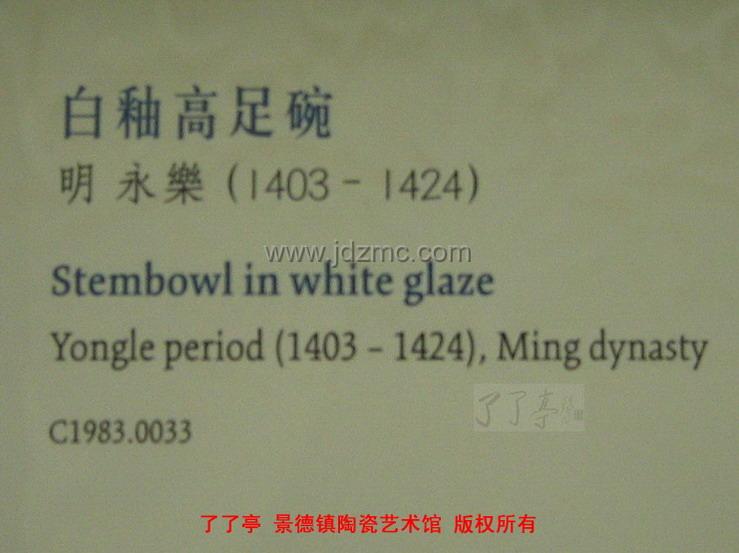 白釉高足碗
明 永樂 (1403 – 1424)
www.jdzmc.com
Stembowl in white glaze
Yongle period (1403 – 1424), Ming dynasty
了了亭
C1983.0033
了了亭 景德镇陶瓷艺术馆 版权所有